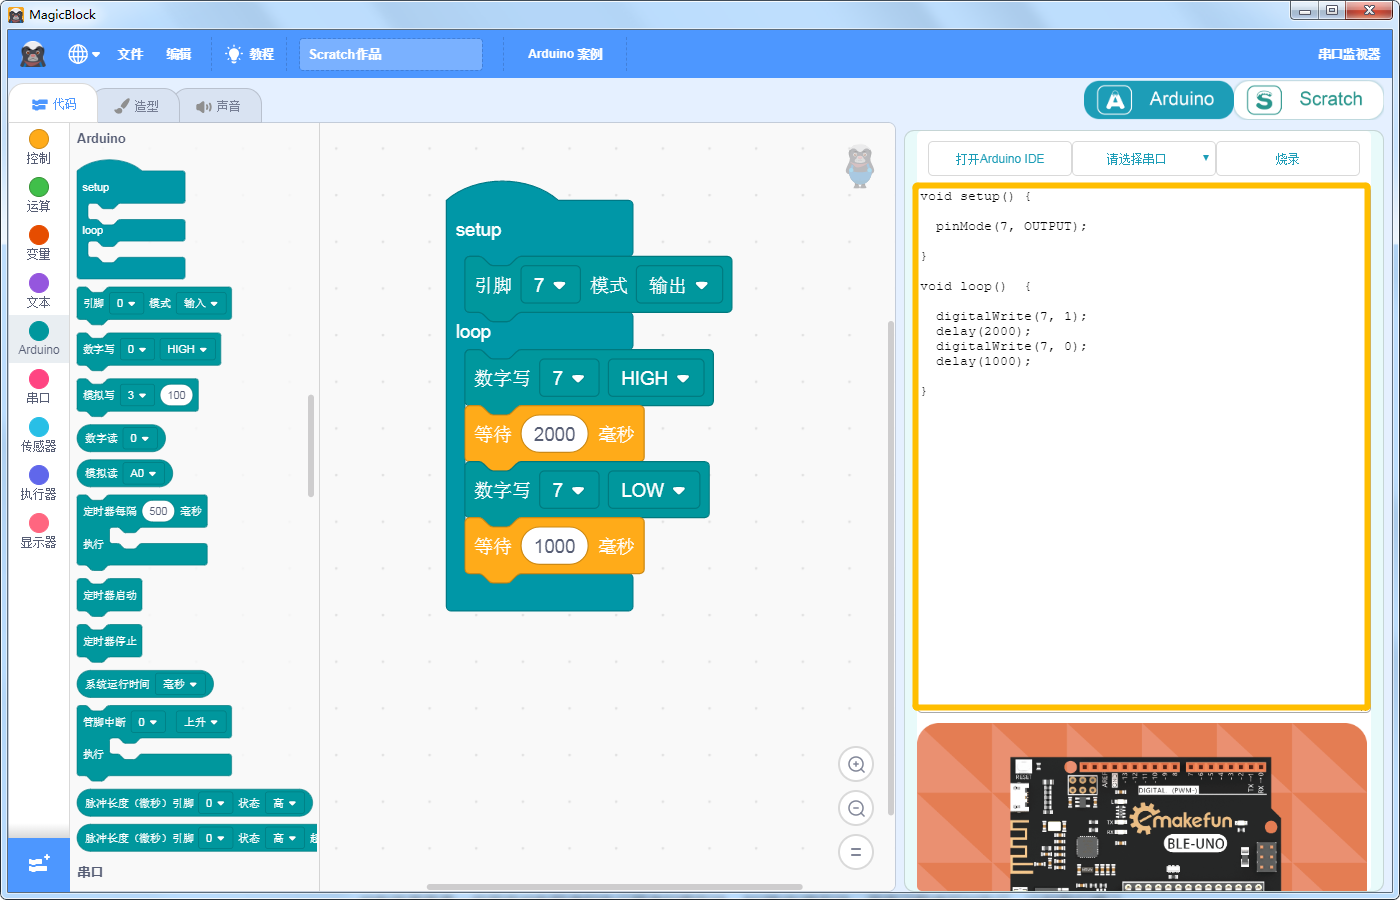 MagicBlock
文件 编辑 教程 Scratch作品 Arduino 案例 串口监视器
代码 造型 声音
Arduino Scratch
控制
运算
变量
文本
Arduino
串口
传感器
执行器
显示器
Arduino
setup
loop
引脚 0 模式 输入
数字写 0 HIGH
模拟写 3 100
数字读 0
模拟读 A0
定时器每隔 500 毫秒
执行
定时器启动
定时器停止
系统运行时间 毫秒
管脚中断 0 上升
执行
脉冲长度（微秒）引脚 0 状态 高
脉冲长度（微秒）引脚 0 状态 高 超
串口
setup
引脚 7 模式 输出
loop
数字写 7 HIGH
等待 2000 毫秒
数字写 7 LOW
等待 1000 毫秒
打开Arduino IDE 请选择串口 烧录
void setup() {
pinMode(7, OUTPUT);
}
void loop() {
digitalWrite(7, 1);
delay(2000);
digitalWrite(7, 0);
delay(1000);
}
RESET
AREF
DIGITAL (PWM~)
TX
RX
emakefun
BLE-UNO